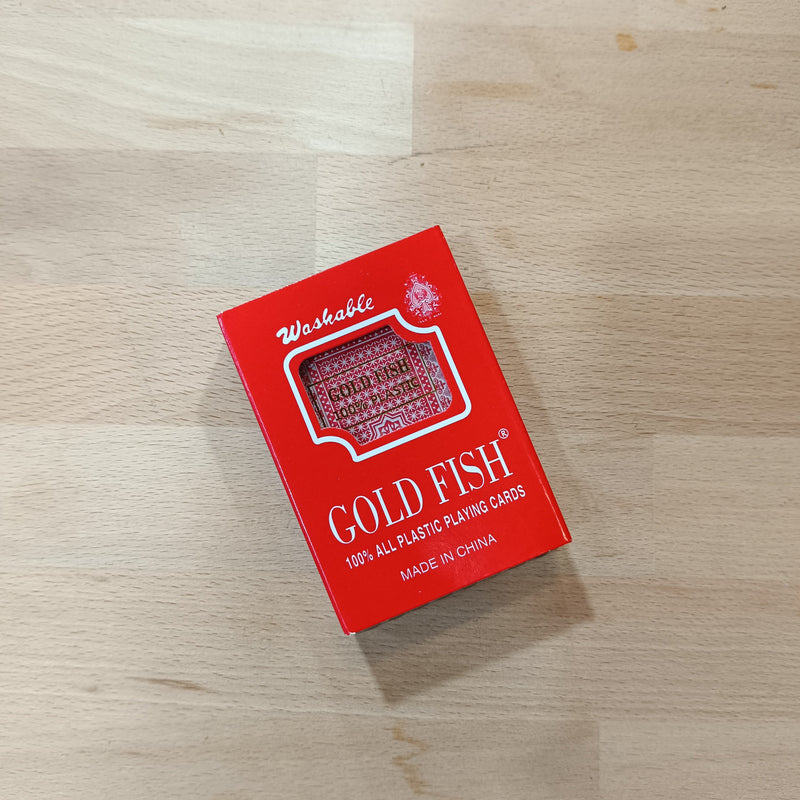 Washable
GOLD FISH
100% PLASTIC
GOLD FISH®
100% ALL PLASTIC PLAYING CARDS
MADE IN CHINA